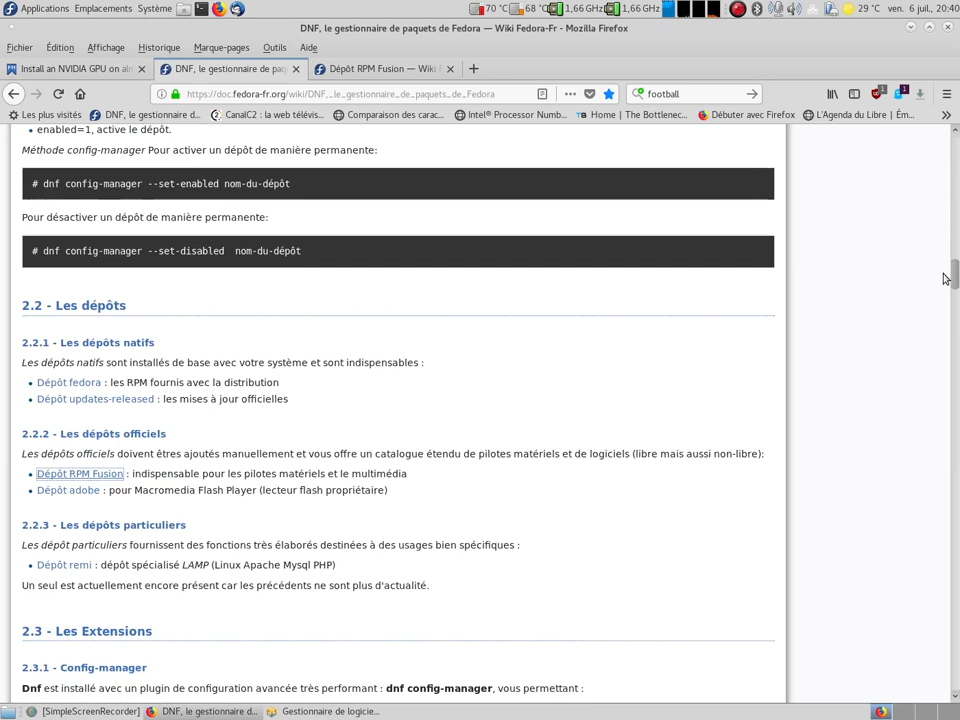 Applications Emplacements Système 70 °C 68 °C 1,66 GHz 1,66 GHz 29 °C ven. 6 juil., 20:40
DNF, le gestionnaire de paquets de Fedora — Wiki Fedora-Fr - Mozilla Firefox
Fichier Édition Affichage Historique Marque-pages Outils Aide
Install an NVIDIA GPU on alm DNF, le gestionnaire de paq Dépôt RPM Fusion — Wiki F
https://doc.fedora-fr.org/wiki/DNF,_le_gestionnaire_de_paquets_de_Fedora football 1 1
Les plus visités DNF, le gestionnaire d... CanalC2 : la web télévis... Comparaison des carac... Intel® Processor Numb... Home | The Bottlenec... Débuter avec Firefox L'Agenda du Libre | Ém...
• enabled=1, active le dépôt.
Méthode config-manager Pour activer un dépôt de manière permanente:
# dnf config-manager --set-enabled nom-du-dépôt
Pour désactiver un dépôt de manière permanente:
# dnf config-manager --set-disabled nom-du-dépôt
2.2 - Les dépôts
2.2.1 - Les dépôts natifs
Les dépôts natifs sont installés de base avec votre système et sont indispensables :
• Dépôt fedora : les RPM fournis avec la distribution
• Dépôt updates-released : les mises à jour officielles
2.2.2 - Les dépôts officiels
Les dépôts officiels doivent êtres ajoutés manuellement et vous offre un catalogue étendu de pilotes matériels et de logiciels (libre mais aussi non-libre):
• Dépôt RPM Fusion : indispensable pour les pilotes matériels et le multimédia
• Dépôt adobe : pour Macromedia Flash Player (lecteur flash propriétaire)
2.2.3 - Les dépôts particuliers
Les dépôt particuliers fournissent des fonctions très élaborés destinées à des usages bien spécifiques :
• Dépôt remi : dépôt spécialisé LAMP (Linux Apache Mysql PHP)
Un seul est actuellement encore présent car les précédents ne sont plus d'actualité.
2.3 - Les Extensions
2.3.1 - Config-manager
Dnf est installé avec un plugin de configuration avancée très performant : dnf config-manager, vous permettant :
[SimpleScreenRecorder] DNF, le gestionnaire d... Gestionnaire de logicie...